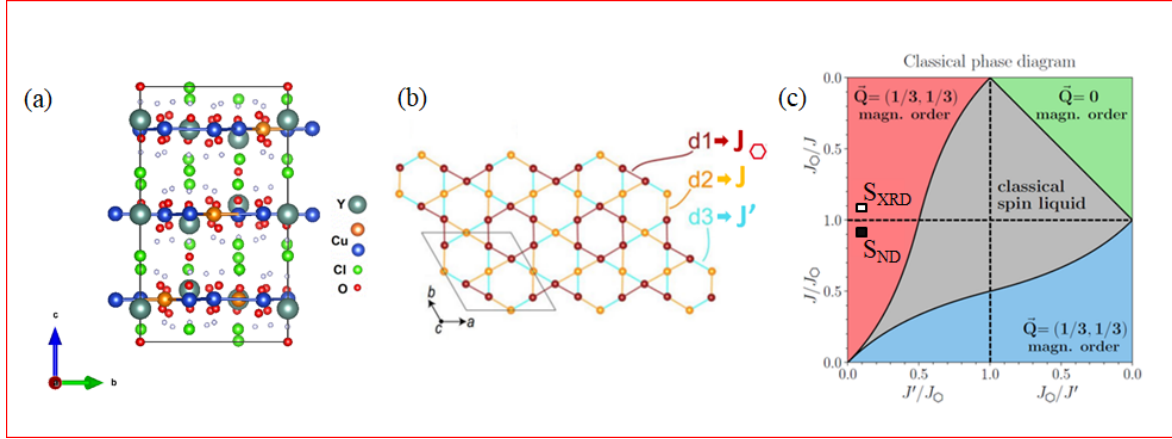 (a)
c
b
Y
Cu
Cl
O
(b)
d1➡J⬡
d2➡J
d3➡J'
b
c
a
(c)
Classical phase diagram
Q⃗= (1/3, 1/3)
magn. order
Q⃗= 0
magn. order
classical
spin liquid
S_XRD
S_ND
Q⃗= (1/3, 1/3)
magn. order
0.0
0.5
1.0
0.5
0.0
J⬡/J
J/J⬡
0.0 0.5 1.0 0.5 0.0
J'/J⬡ J⬡/J'